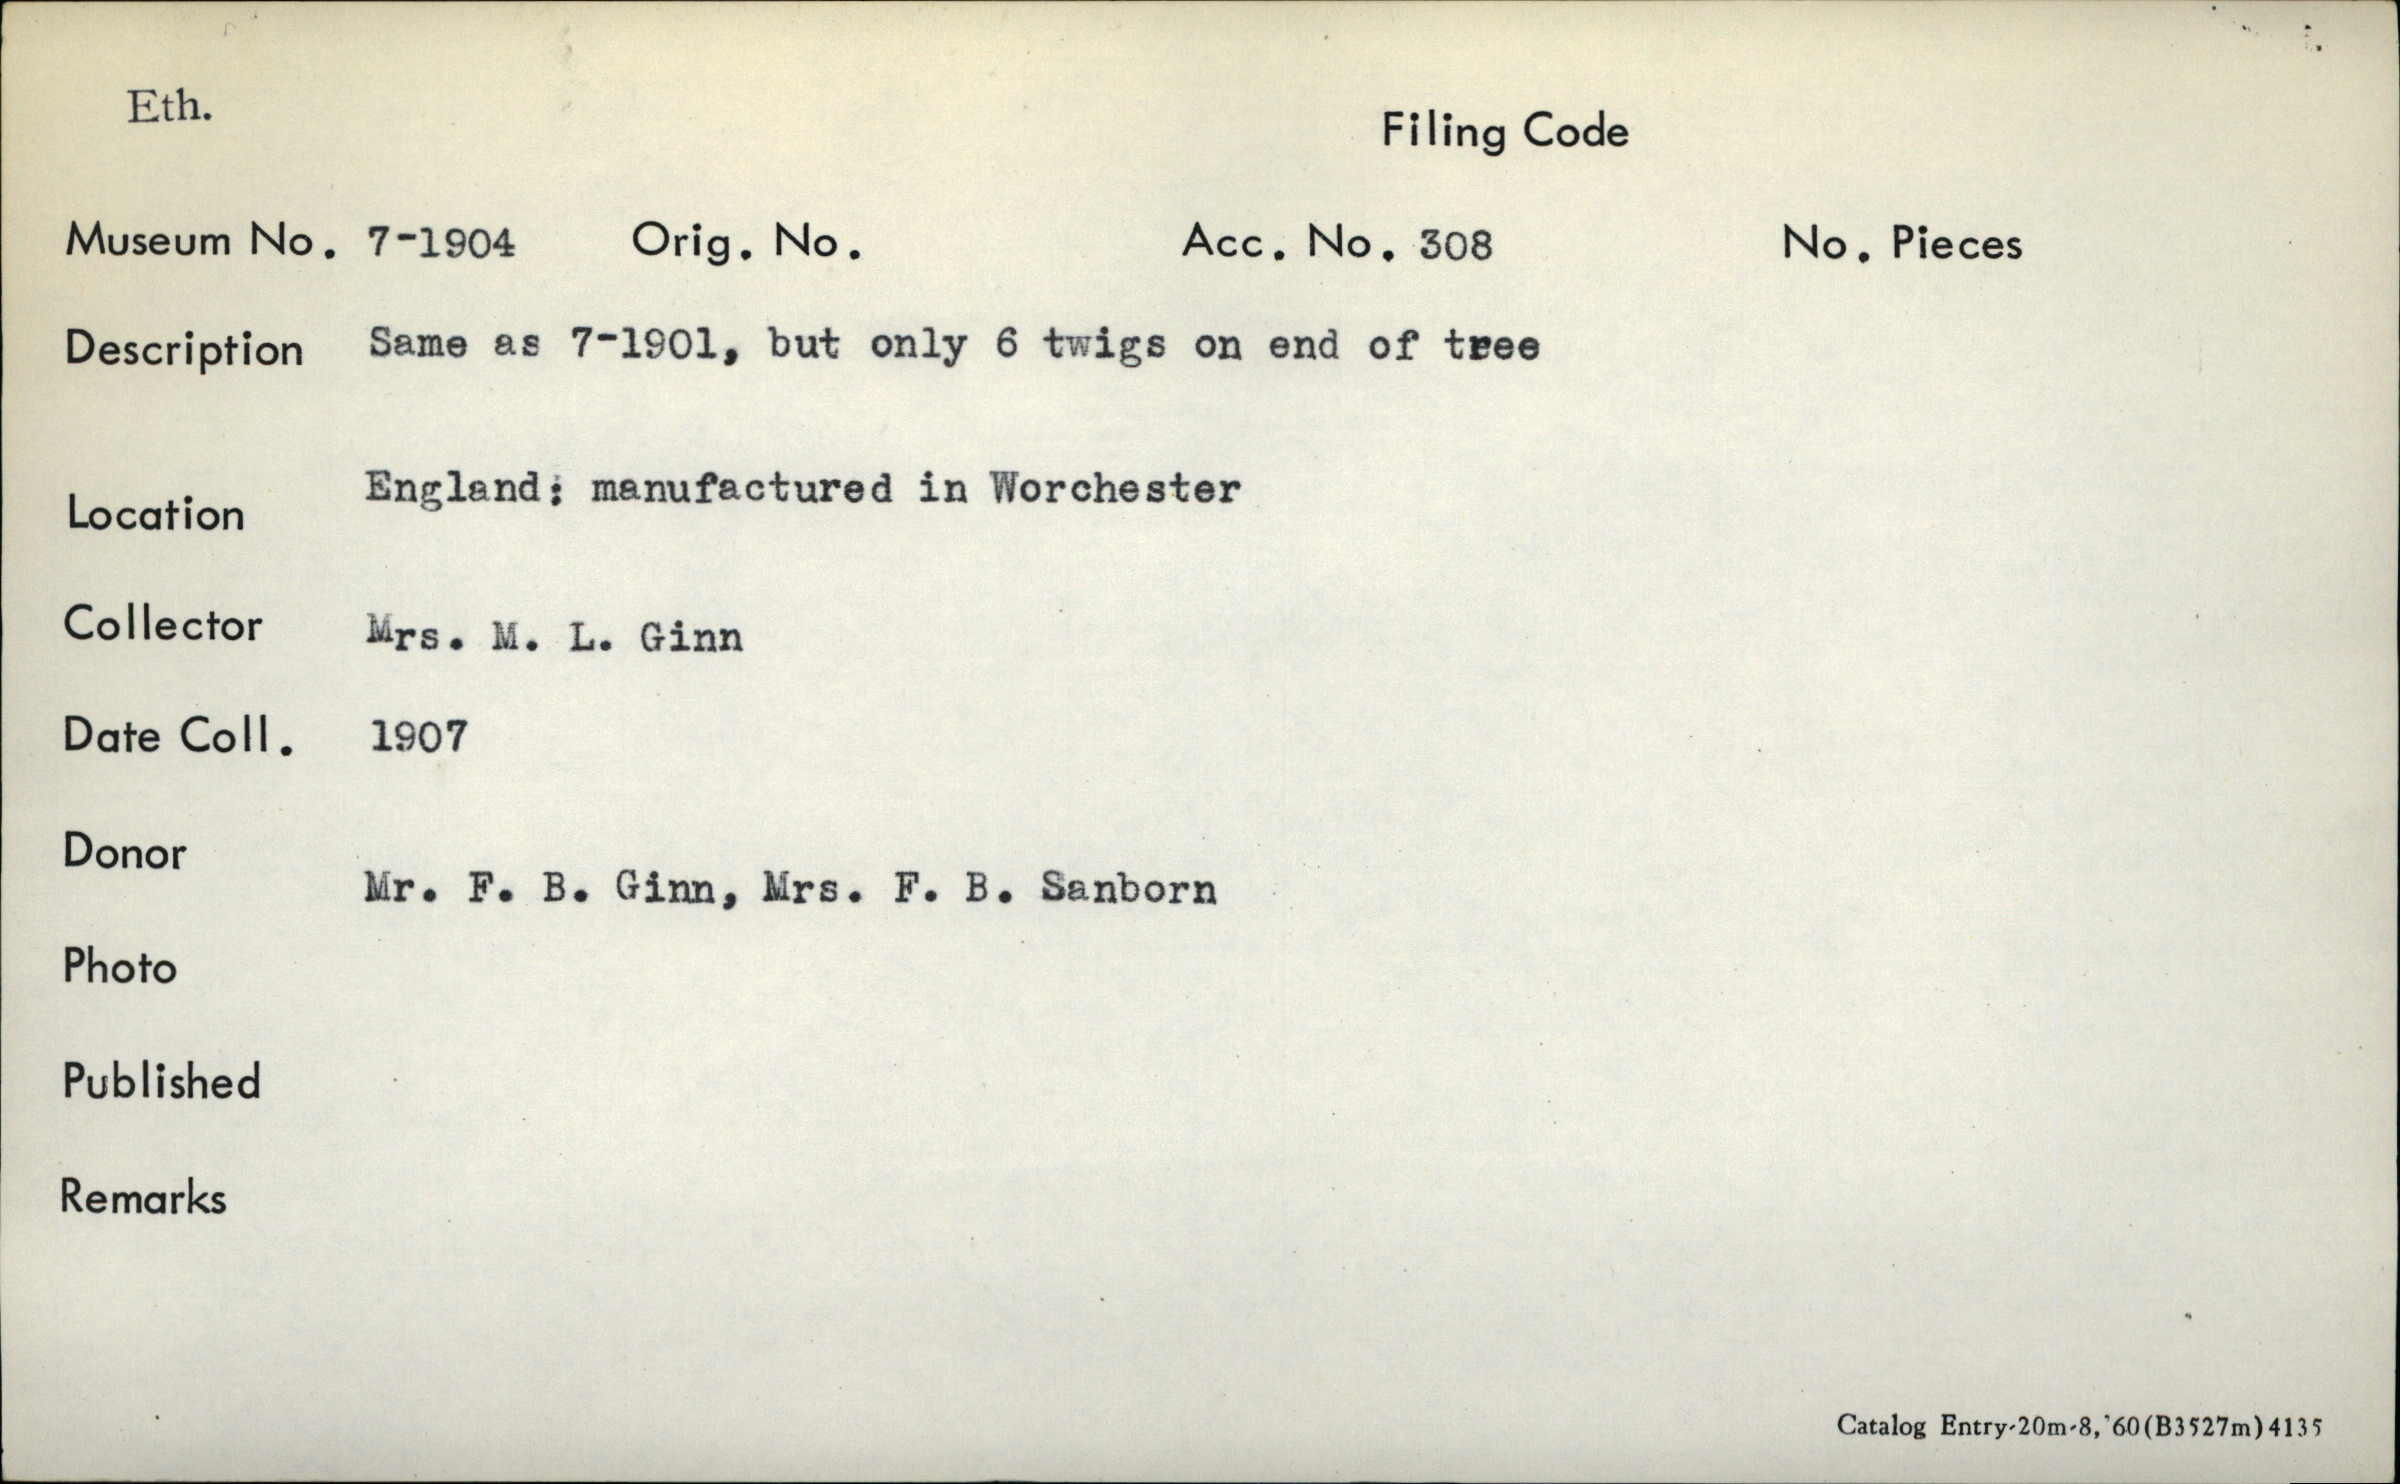 Eth.
Filing Code
Museum No. 7-1904 Orig. No. Acc. No. 308 No. Pieces
Description Same as 7-1901, but only 6 twigs on end of tree
Location England; manufactured in Worchester
Collector Mrs. M. L. Ginn
Date Coll. 1907
Donor Mr. F. B. Ginn, Mrs. F. B. Sanborn
Photo
Published
Remarks
Catalog Entry-20m-8,'60(B3527m)4135